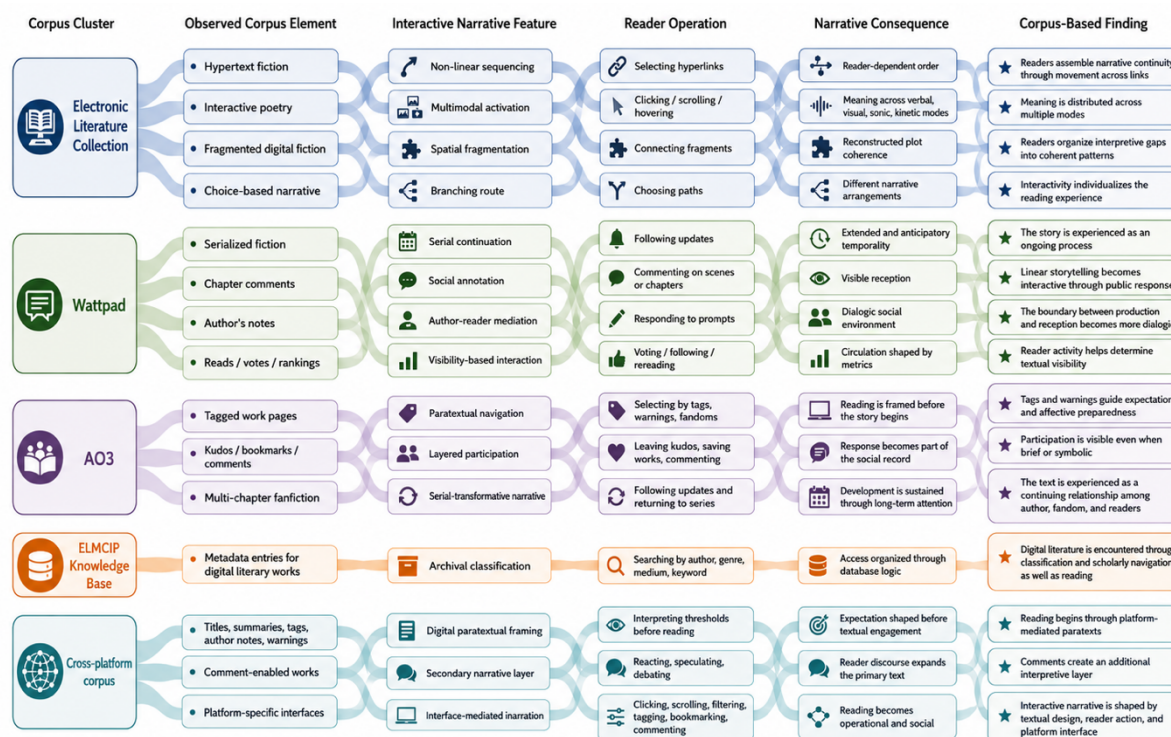 Corpus Cluster
Observed Corpus Element
Interactive Narrative Feature
Reader Operation
Narrative Consequence
Corpus-Based Finding
Electronic
Literature
Collection
Hypertext fiction
Non-linear sequencing
Selecting hyperlinks
Reader-dependent order
Readers assemble narrative continuity
through movement across links
Interactive poetry
Multimodal activation
Clicking / scrolling /
hovering
Meaning across verbal,
visual, sonic, kinetic modes
Meaning is distributed across
multiple modes
Fragmented digital fiction
Spatial fragmentation
Connecting fragments
Reconstructed plot
coherence
Readers organize interpretive gaps
into coherent patterns
Choice-based narrative
Branching route
Choosing paths
Different narrative
arrangements
Interactivity individualizes the
reading experience
Wattpad
Serialized fiction
Serial continuation
Following updates
Extended and anticipatory
temporality
The story is experienced as an
ongoing process
Chapter comments
Social annotation
Commenting on scenes
or chapters
Visible reception
Linear storytelling becomes
interactive through public response
Author's notes
Author-reader mediation
Responding to prompts
Dialogic social
environment
The boundary between production
and reception becomes more dialogi
Reads / votes / rankings
Visibility-based interaction
Voting / following /
rereading
Circulation shaped by
metrics
Reader activity helps determine
textual visibility
AO3
Tagged work pages
Paratextual navigation
Selecting by tags,
warnings, fandoms
Reading is framed before
the story begins
Tags and warnings guide expectation
and affective preparedness
Kudos / bookmarks /
comments
Layered participation
Leaving kudos, saving
works, commenting
Response becomes part of
the social record
Participation is visible even when
brief or symbolic
Multi-chapter fanfiction
Serial-transformative narrative
Following updates and
returning to series
Development is sustained
through long-term attention
The text is experienced as a
continuing relationship among
author, fandom, and readers
ELMCIP
Knowledge
Base
Metadata entries for
digital literary works
Archival classification
Searching by author, genre,
medium, keyword
Access organized through
database logic
Digital literature is encountered throug
classification and scholarly navigation
as well as reading
Cross-platform
corpus
Titles, summaries, tags,
author notes, warnings
Digital paratextual framing
Interpreting thresholds
before reading
Expectation shaped before
textual engagement
Reading begins through platform-
mediated paratexts
Comment-enabled works
Secondary narrative layer
Reacting, speculating,
debating
Reader discourse expands
the primary text
Comments create an additional
interpretive layer
Platform-specific interfaces
Interface-mediated inarration
Clicking, scrolling, filtering,
tagging, bookmarking,
commenting
Reading becomes
operational and social
Interactive narrative is shaped by
textual design, reader action, and
platform interface